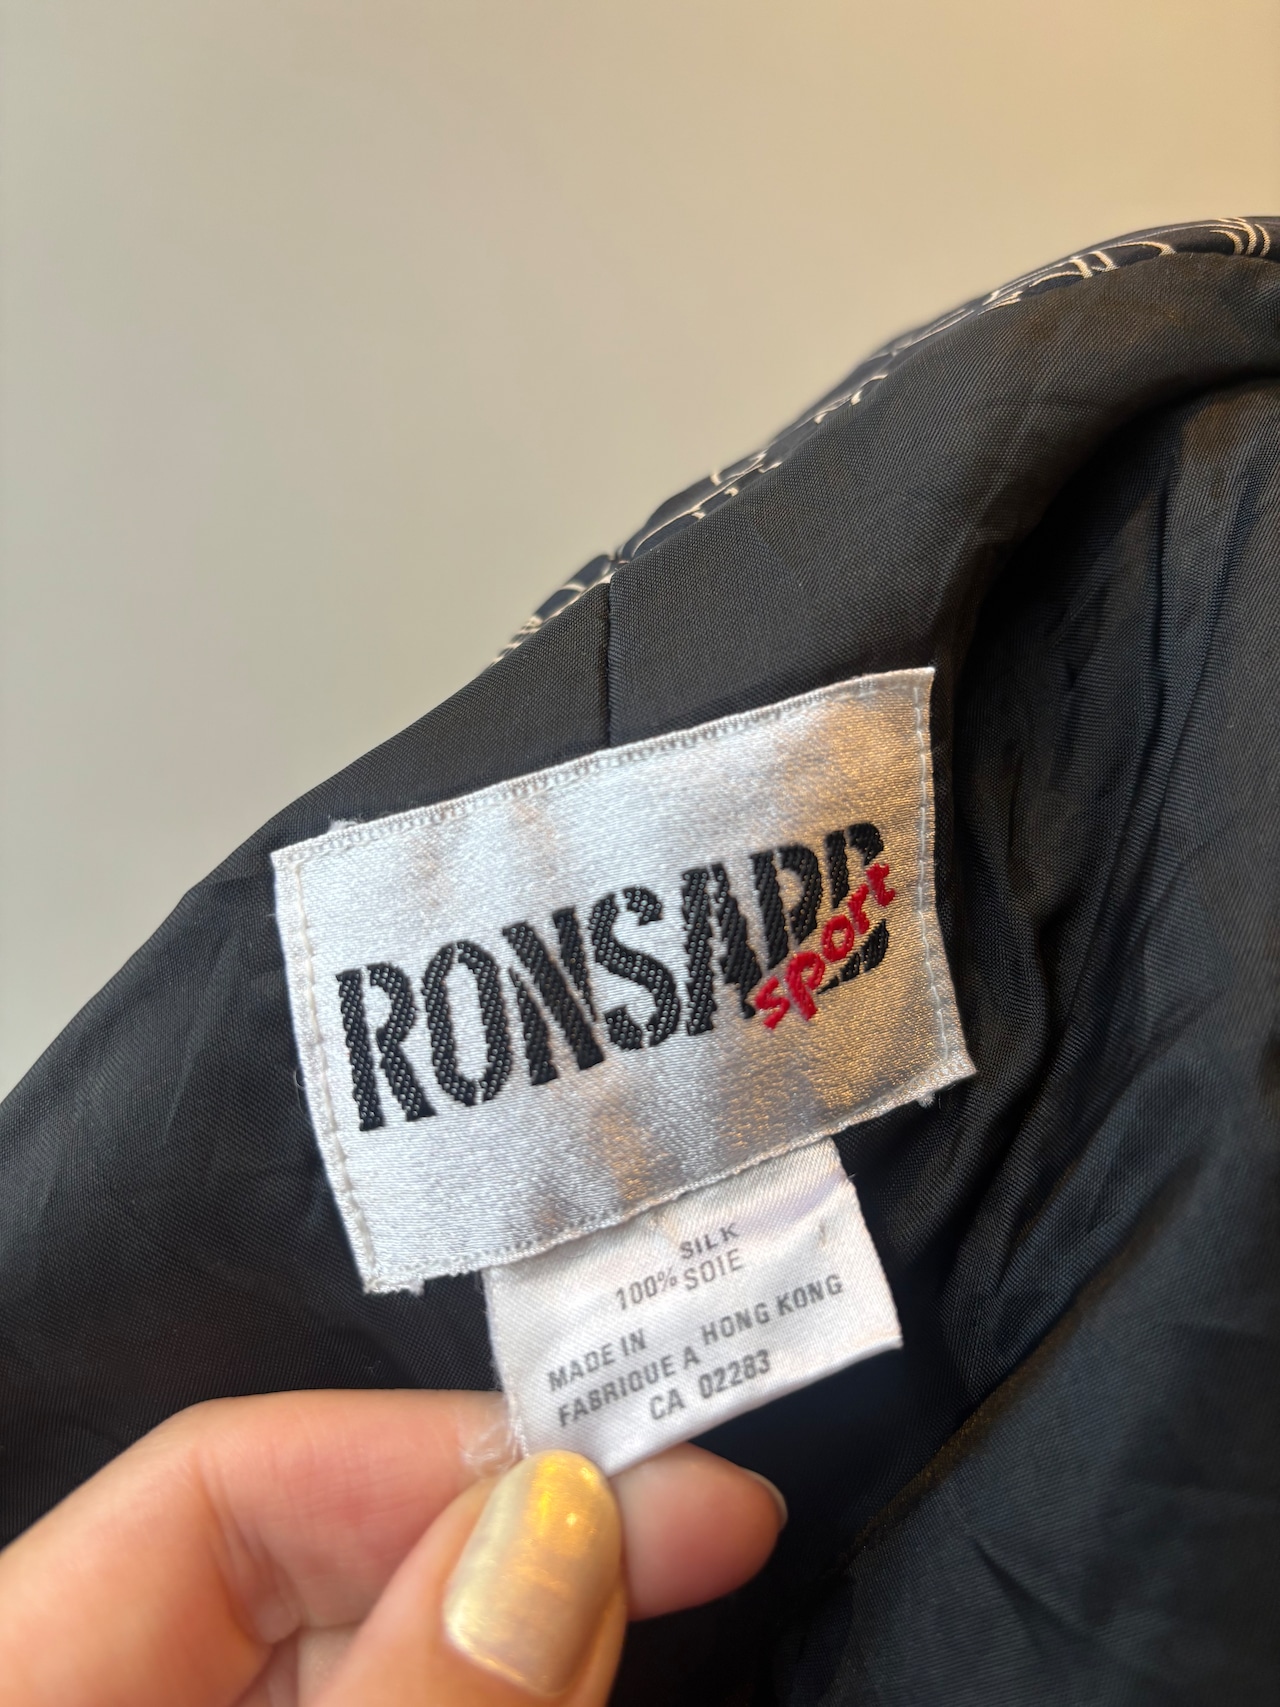 RONSARD
sport
SILK
100% SOIE
MADE IN HONG KONG
FABRIQUE A
CA 02283